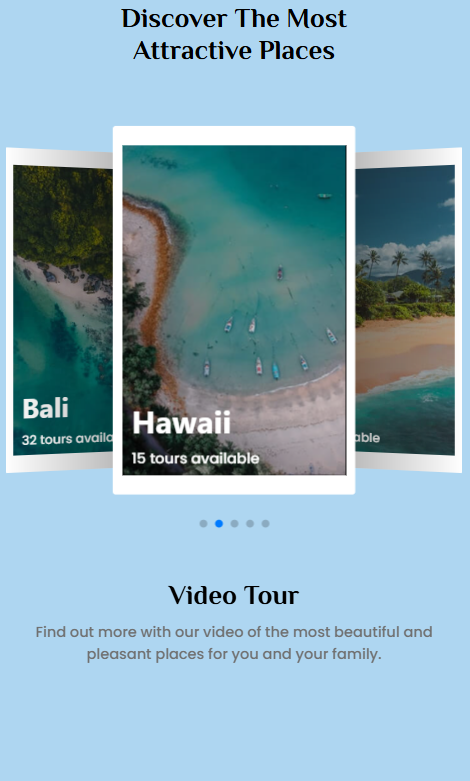 Discover The Most
Attractive Places
Bali
32 tours availa
Hawaii
15 tours available
able
Video Tour
Find out more with our video of the most beautiful and
pleasant places for you and your family.